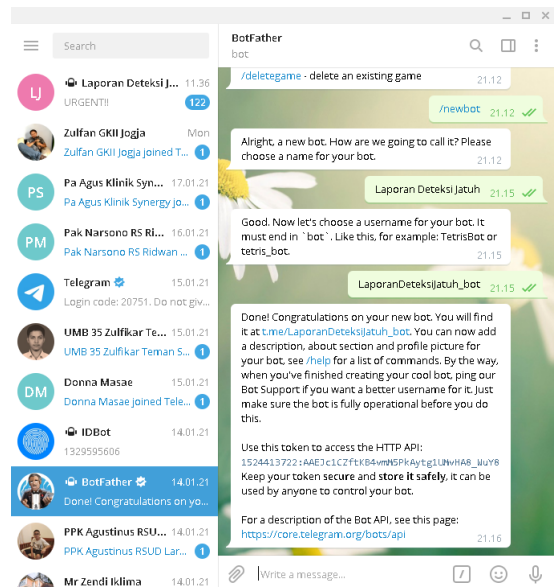 Search
Laporan Deteksi J... 11.36
URGENT!! 122
Zulfan GKII Jogja Mon
Zulfan GKII Jogja joined T... 1
PS
Pa Agus Klinik Syn... 17.01.21
Pa Agus Klinik Synergy jo... 1
PM
Pak Narsono RS Ri... 16.01.21
Pak Narsono RS Ridwan ... 1
Telegram 15.01.21
Login code: 20751. Do not giv...
UMB 35 Zulfikar Te... 15.01.21
UMB 35 Zulfikar Teman S... 1
DM
Donna Masae 15.01.21
Donna Masae joined Tele... 1
IDBot 14.01.21
1329595606
BotFather 14.01.21
Done! Congratulations on yo...
PPK Agustinus RSU... 14.01.21
PPK Agustinus RSUD Lar... 1
Mr Zendi Iklima 14.01.21
LJ
BotFather
bot
/deletegame - delete an existing game
21.12
/newbot 21.12
Alright, a new bot. How are we going to call it? Please
choose a name for your bot.
21.12
Laporan Deteksi Jatuh 21.15
Good. Now let's choose a username for your bot. It
must end in `bot`. Like this, for example: TetrisBot or
tetris_bot.
21.15
LaporanDeteksiJatuh_bot 21.15
Done! Congratulations on your new bot. You will find
it at t.me/LaporanDeteksiJatuh_bot. You can now add
a description, about section and profile picture for
your bot, see /help for a list of commands. By the way,
when you've finished creating your cool bot, ping our
Bot Support if you want a better username for it. Just
make sure the bot is fully operational before you do
this.
Use this token to access the HTTP API:
Keep your token secure and store it safely, it can be
used by anyone to control your bot.
For a description of the Bot API, see this page:
https://core.telegram.org/bots/api
21.16
Write a message...